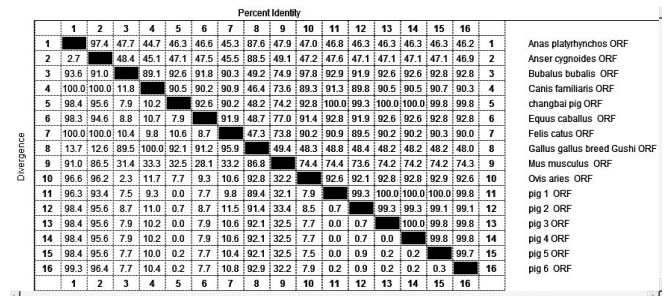 Percent Identity
1 2 3 4 5 6 7 8 9 10 11 12 13 14 15 16
1 97.4 47.7 44.7 46.3 46.6 45.3 87.6 47.9 47.0 46.8 46.3 46.3 46.3 46.3 46.2 1 Anas platyrhynchos ORF
2 2.7 48.4 45.1 47.1 47.5 45.5 88.5 49.1 47.2 47.6 47.1 47.1 47.1 47.1 46.9 2 Anser cygnoides ORF
3 93.6 91.0 89.1 92.6 91.8 90.3 49.2 74.9 97.8 92.9 91.9 92.6 92.6 92.8 92.8 3 Bubalus bubalis ORF
4 100.0 100.0 11.8 90.5 90.2 90.9 46.4 73.6 89.3 91.3 89.8 90.5 90.5 90.7 90.3 4 Canis familiaris ORF
5 98.4 95.6 7.9 10.2 92.6 90.2 48.2 74.2 92.8 100.0 99.3 100.0 100.0 99.8 99.8 5 changbai pig ORF
6 98.3 94.6 8.8 10.7 7.9 91.9 48.7 77.0 91.4 92.8 91.9 92.6 92.6 92.8 92.8 6 Equus caballus ORF
7 100.0 100.0 10.4 9.8 10.6 8.7 47.3 73.8 90.2 90.9 89.5 90.2 90.2 90.3 90.0 7 Felis catus ORF
8 13.7 12.6 89.5 100.0 92.1 91.2 95.9 49.4 48.3 48.8 48.4 48.2 48.2 48.2 48.0 8 Gallus gallus breed Gushi ORF
9 91.0 86.5 31.4 33.3 32.5 28.1 33.2 86.8 74.4 74.4 73.6 74.2 74.2 74.2 74.3 9 Mus musculus ORF
10 96.6 96.2 2.3 11.7 7.7 9.3 10.6 92.8 32.2 92.6 92.1 92.8 92.8 92.9 92.6 10 Ovis aries ORF
11 96.3 93.4 7.5 9.3 0.0 7.7 9.8 89.4 32.1 7.9 99.3 100.0 100.0 100.0 99.8 11 pig 1 ORF
12 98.4 95.6 8.7 11.0 0.7 8.7 11.5 91.4 33.4 8.5 0.7 99.3 99.3 99.1 99.1 12 pig 2 ORF
13 98.4 95.6 7.9 10.2 0.0 7.9 10.6 92.1 32.5 7.7 0.0 0.7 100.0 99.8 99.8 13 pig 3 ORF
14 98.4 95.6 7.9 10.2 0.0 7.9 10.6 92.1 32.5 7.7 0.0 0.7 0.0 99.8 99.8 14 pig 4 ORF
15 98.4 95.6 7.7 10.0 0.2 7.7 10.4 92.1 32.5 7.5 0.0 0.9 0.2 0.2 99.7 15 pig 5 ORF
16 99.3 96.4 7.7 10.4 0.2 7.7 10.8 92.9 32.2 7.9 0.2 0.9 0.2 0.2 0.3 16 pig 6 ORF
1 2 3 4 5 6 7 8 9 10 11 12 13 14 15 16
Divergence